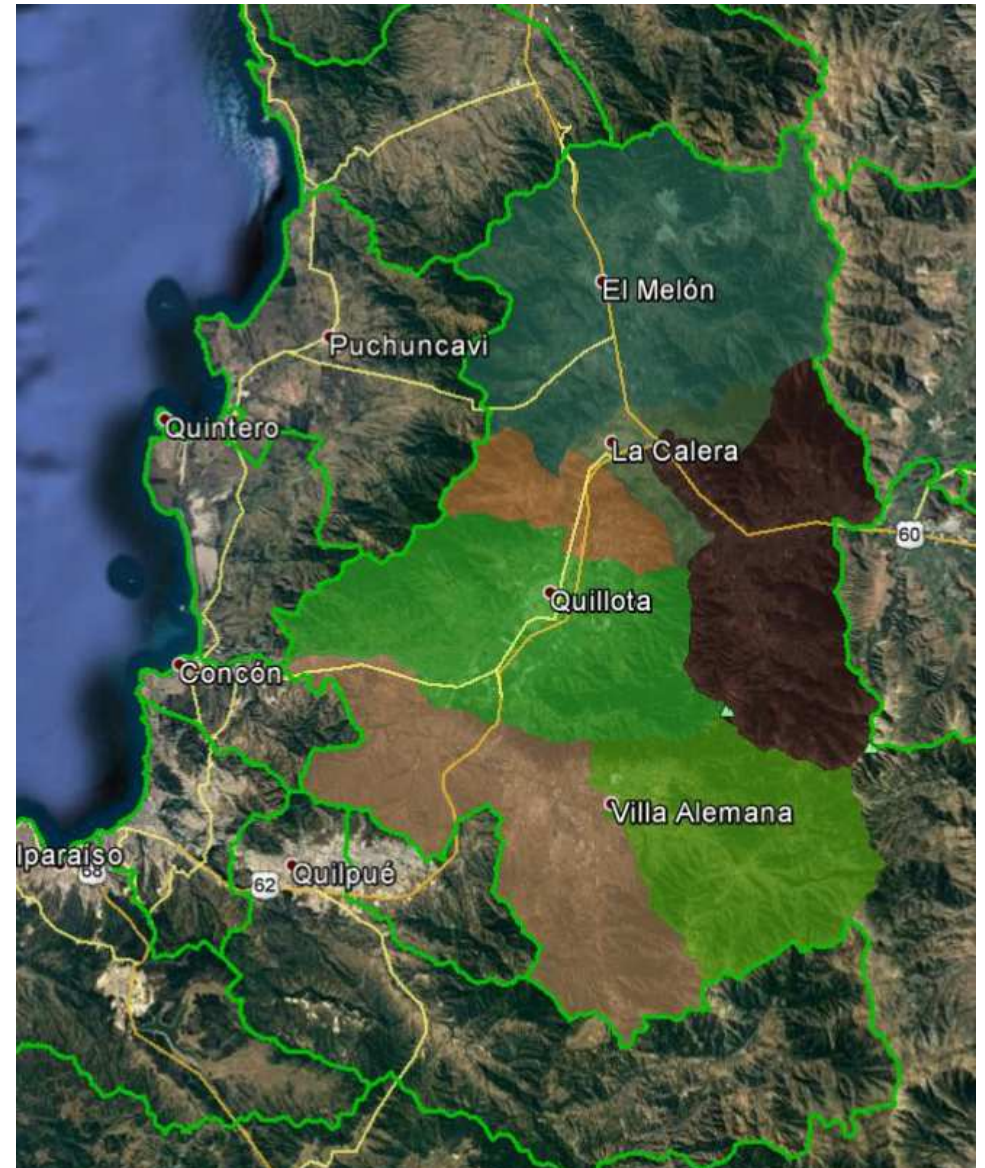 El Melón
Puchuncavi
Quintero
La Calera
60
Quillota
Concón
Villa Alemana
lparaíso
68
62
Quilpué